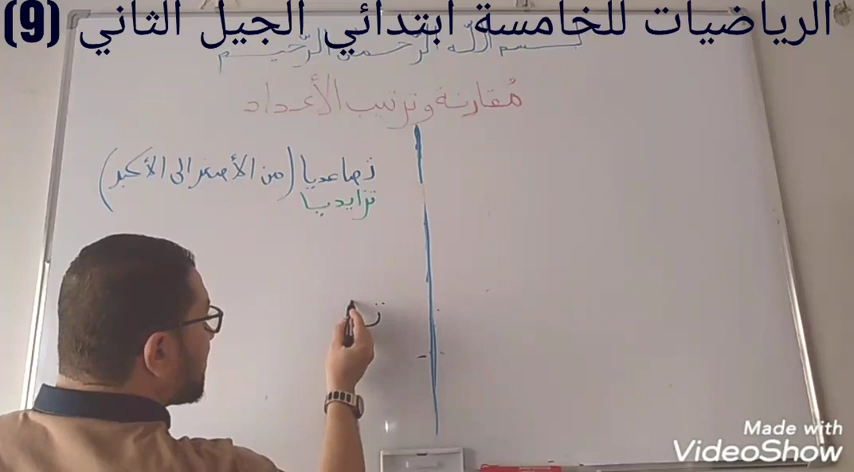 الرياضيات للخامسة ابتدائي الجيل الثاني (9)
بسم الله الرحمن الرحيم
مقارنة وترتيب الأعداد
تصاعديا (من الأصغر الى الأكبر)
تزايديا
Made with
VideoShow